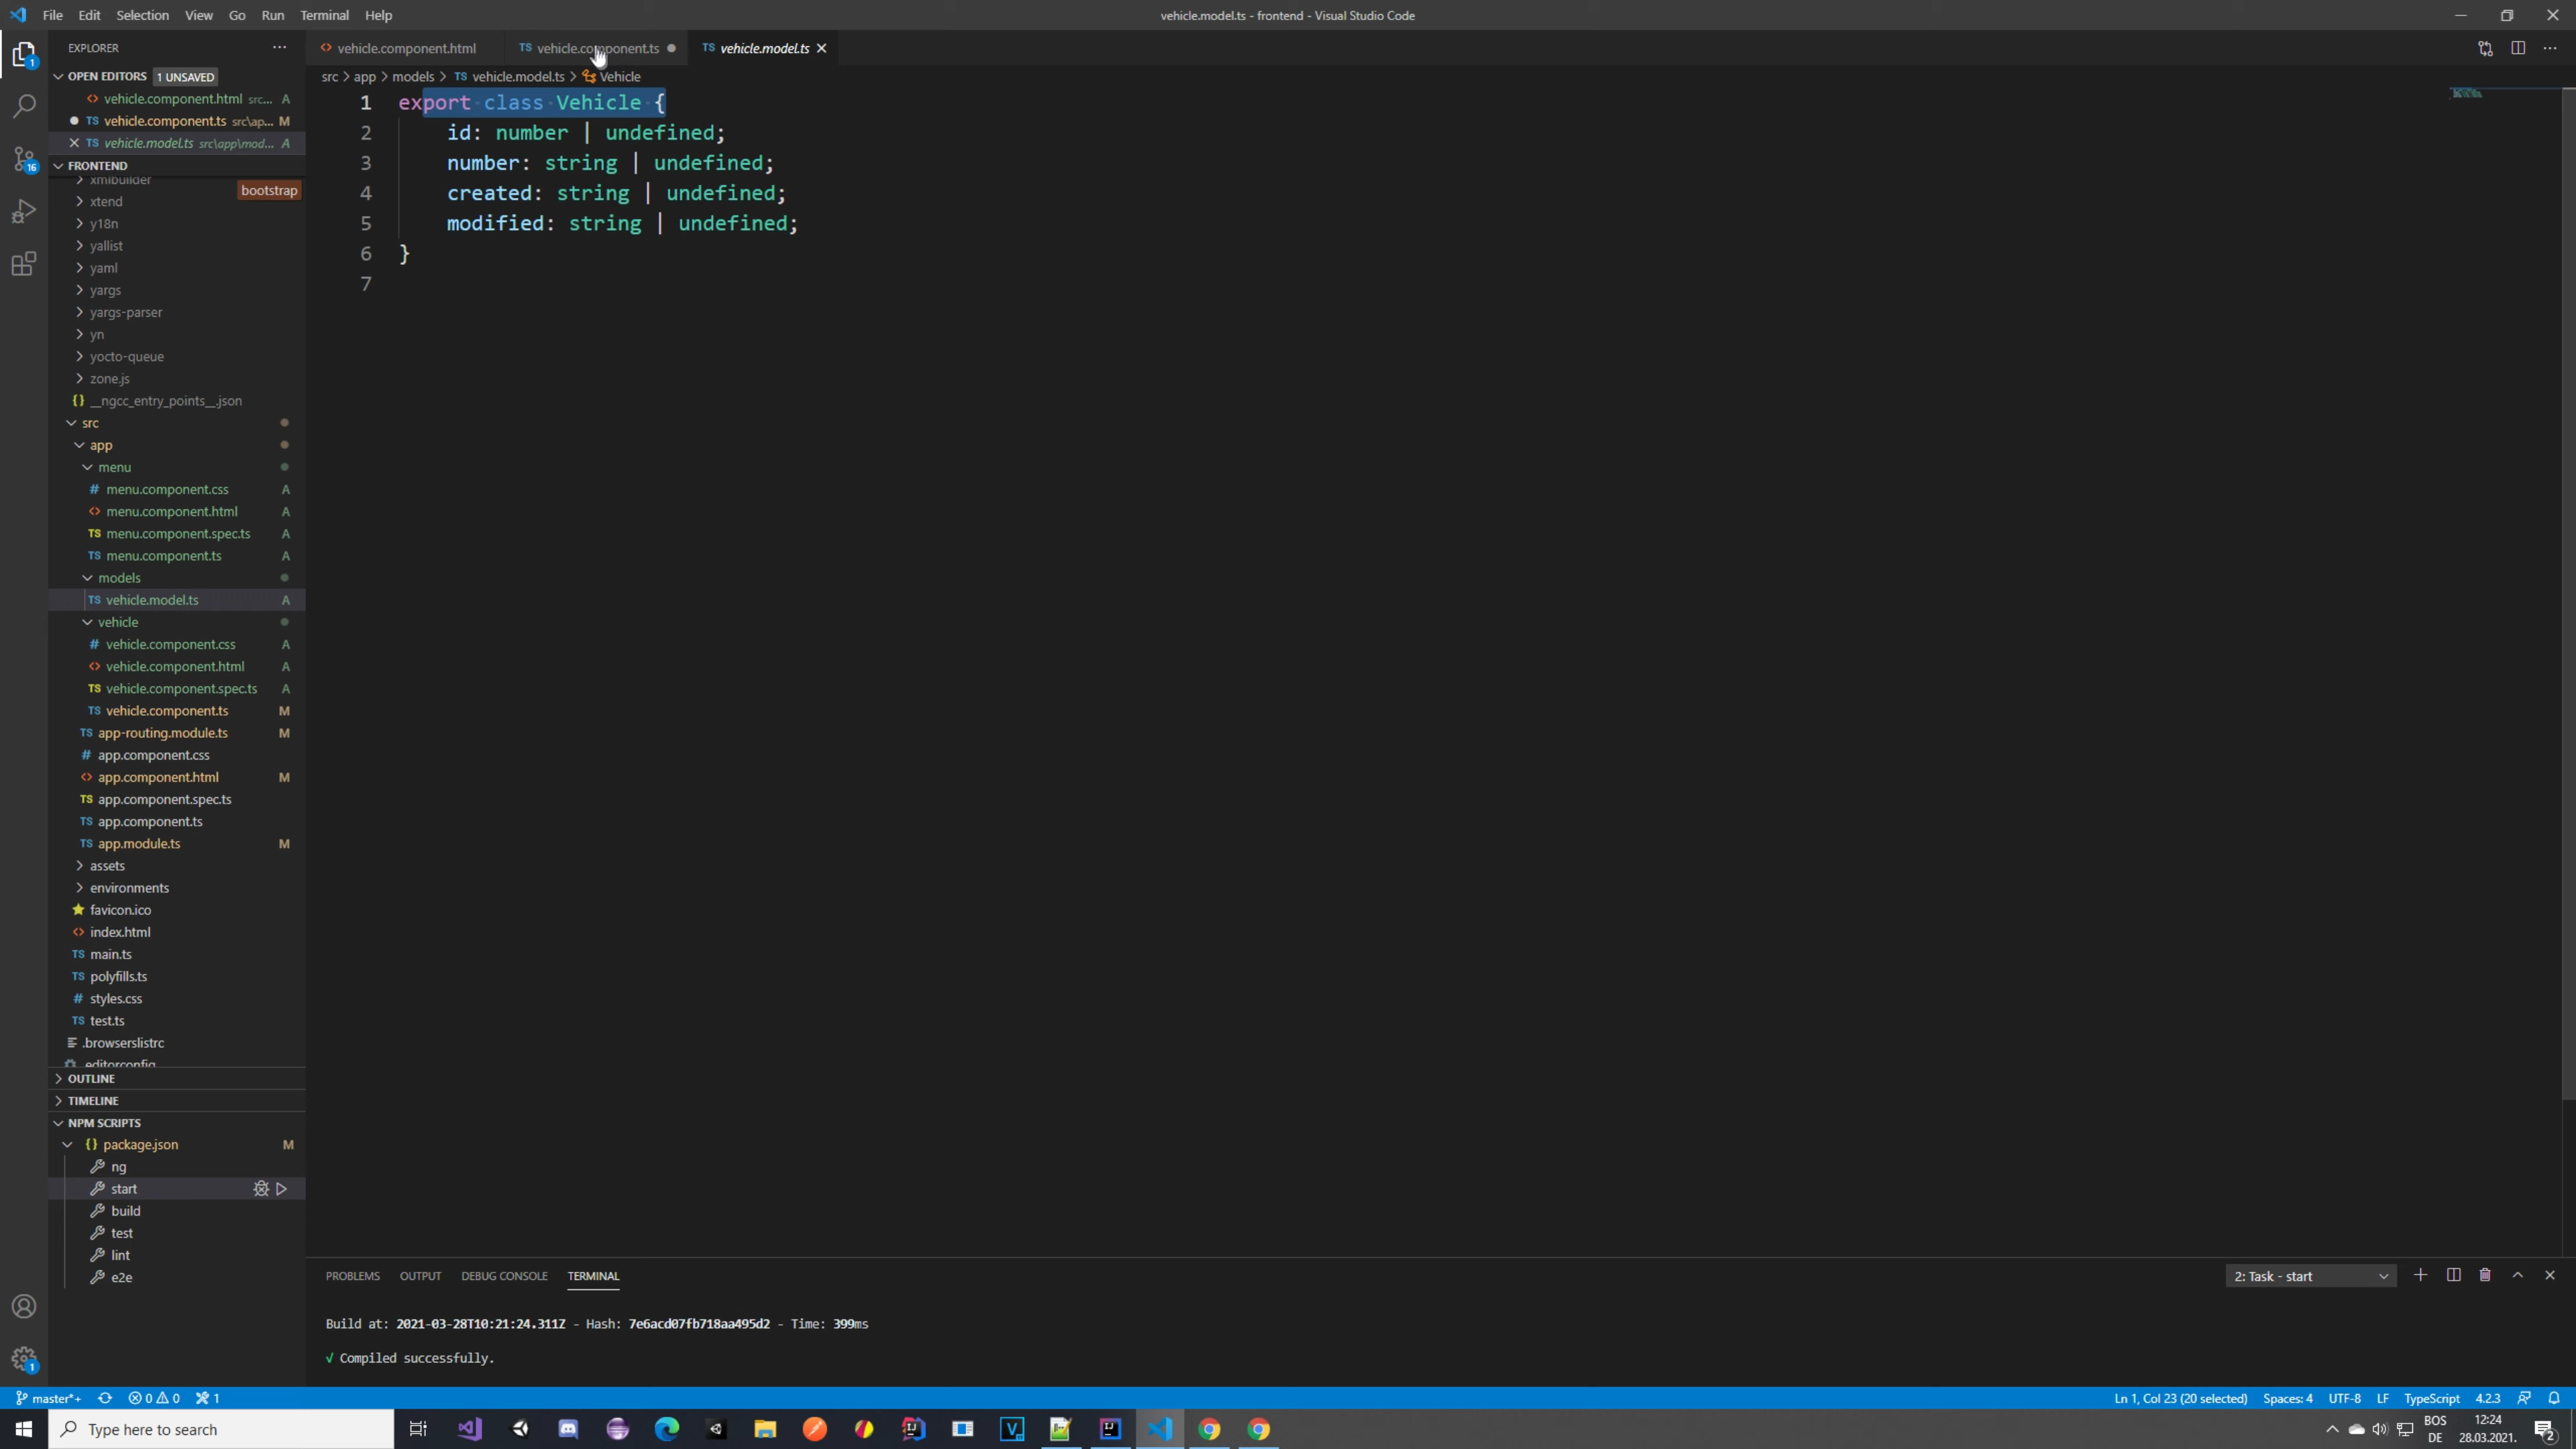 File Edit Selection View Go Run Terminal Help
vehicle.model.ts - frontend - Visual Studio Code
EXPLORER
OPEN EDITORS 1 UNSAVED
vehicle.component.html src... A
vehicle.component.ts src\ap... M
vehicle.model.ts src\app\mod... A
FRONTEND
xmlbuilder
bootstrap
xtend
y18n
yallist
yaml
yargs
yargs-parser
yn
yocto-queue
zone.js
{} __ngcc_entry_points__.json
src
app
menu
# menu.component.css A
<> menu.component.html A
TS menu.component.spec.ts A
TS menu.component.ts A
models
TS vehicle.model.ts A
vehicle
# vehicle.component.css A
<> vehicle.component.html A
TS vehicle.component.spec.ts A
TS vehicle.component.ts M
TS app-routing.module.ts M
# app.component.css
<> app.component.html M
TS app.component.spec.ts
TS app.component.ts
TS app.module.ts M
assets
environments
favicon.ico
<> index.html
TS main.ts
TS polyfills.ts
# styles.css
TS test.ts
.browserslistrc
.editorconfig
OUTLINE
TIMELINE
NPM SCRIPTS
{} package.json M
ng
start
build
test
lint
e2e
<> vehicle.component.html TS vehicle.component.ts TS vehicle.model.ts
src > app > models > TS vehicle.model.ts > Vehicle
1 export class Vehicle {
2 id: number | undefined;
3 number: string | undefined;
4 created: string | undefined;
5 modified: string | undefined;
6 }
7
PROBLEMS OUTPUT DEBUG CONSOLE TERMINAL
2: Task - start
Build at: 2021-03-28T10:21:24.311Z - Hash: 7e6acd07fb718aa495d2 - Time: 399ms
√ Compiled successfully.
master*+ 0 0 1
Ln 1, Col 23 (20 selected) Spaces: 4 UTF-8 LF TypeScript 4.2.3
Type here to search
BOS
DE
12:24
28.03.2021.
2
1
16
1